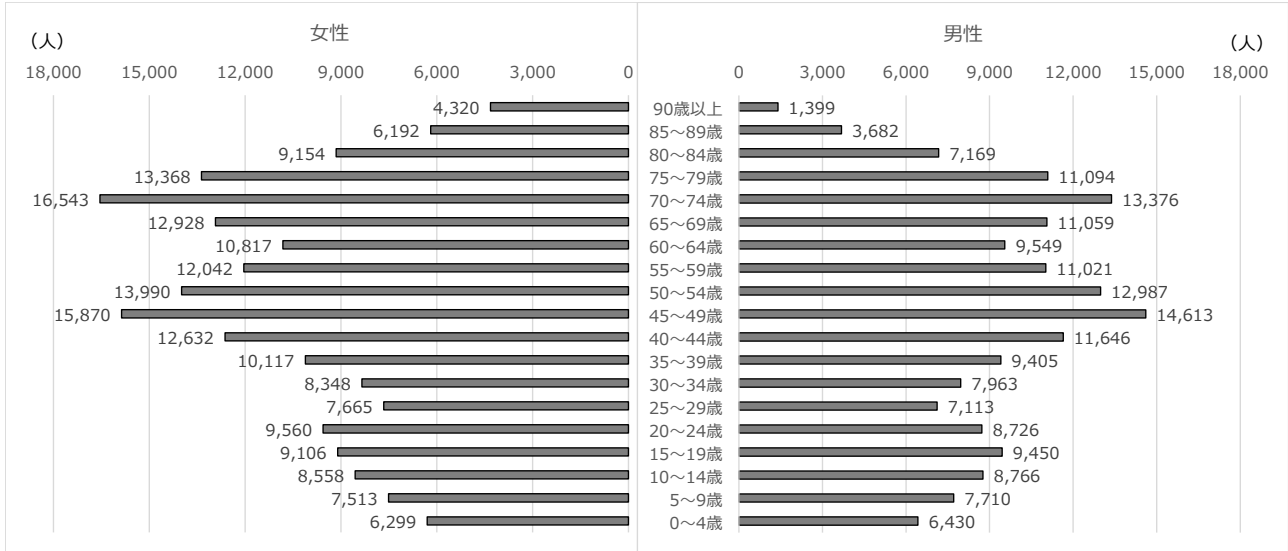 女性 男性
(人) (人)
18,000 15,000 12,000 9,000 6,000 3,000 0 0 3,000 6,000 9,000 12,000 15,000 18,000
4,320 90歳以上 1,399
6,192 85～89歳 3,682
9,154 80～84歳 7,169
13,368 75～79歳 11,094
16,543 70～74歳 13,376
12,928 65～69歳 11,059
10,817 60～64歳 9,549
12,042 55～59歳 11,021
13,990 50～54歳 12,987
15,870 45～49歳 14,613
12,632 40～44歳 11,646
10,117 35～39歳 9,405
8,348 30～34歳 7,963
7,665 25～29歳 7,113
9,560 20～24歳 8,726
9,106 15～19歳 9,450
8,558 10～14歳 8,766
7,513 5～9歳 7,710
6,299 0～4歳 6,430